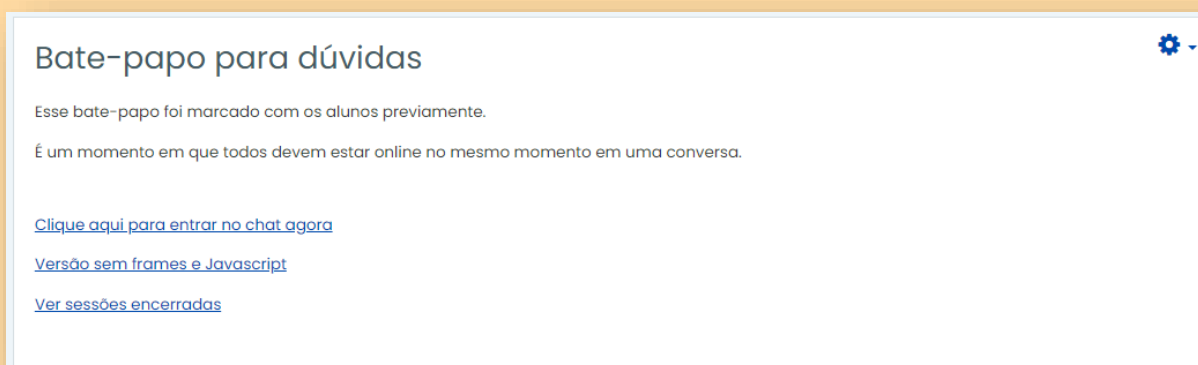 Bate-papo para dúvidas
Esse bate-papo foi marcado com os alunos previamente.
É um momento em que todos devem estar online no mesmo momento em uma conversa.
Clique aqui para entrar no chat agora
Versão sem frames e Javascript
Ver sessões encerradas